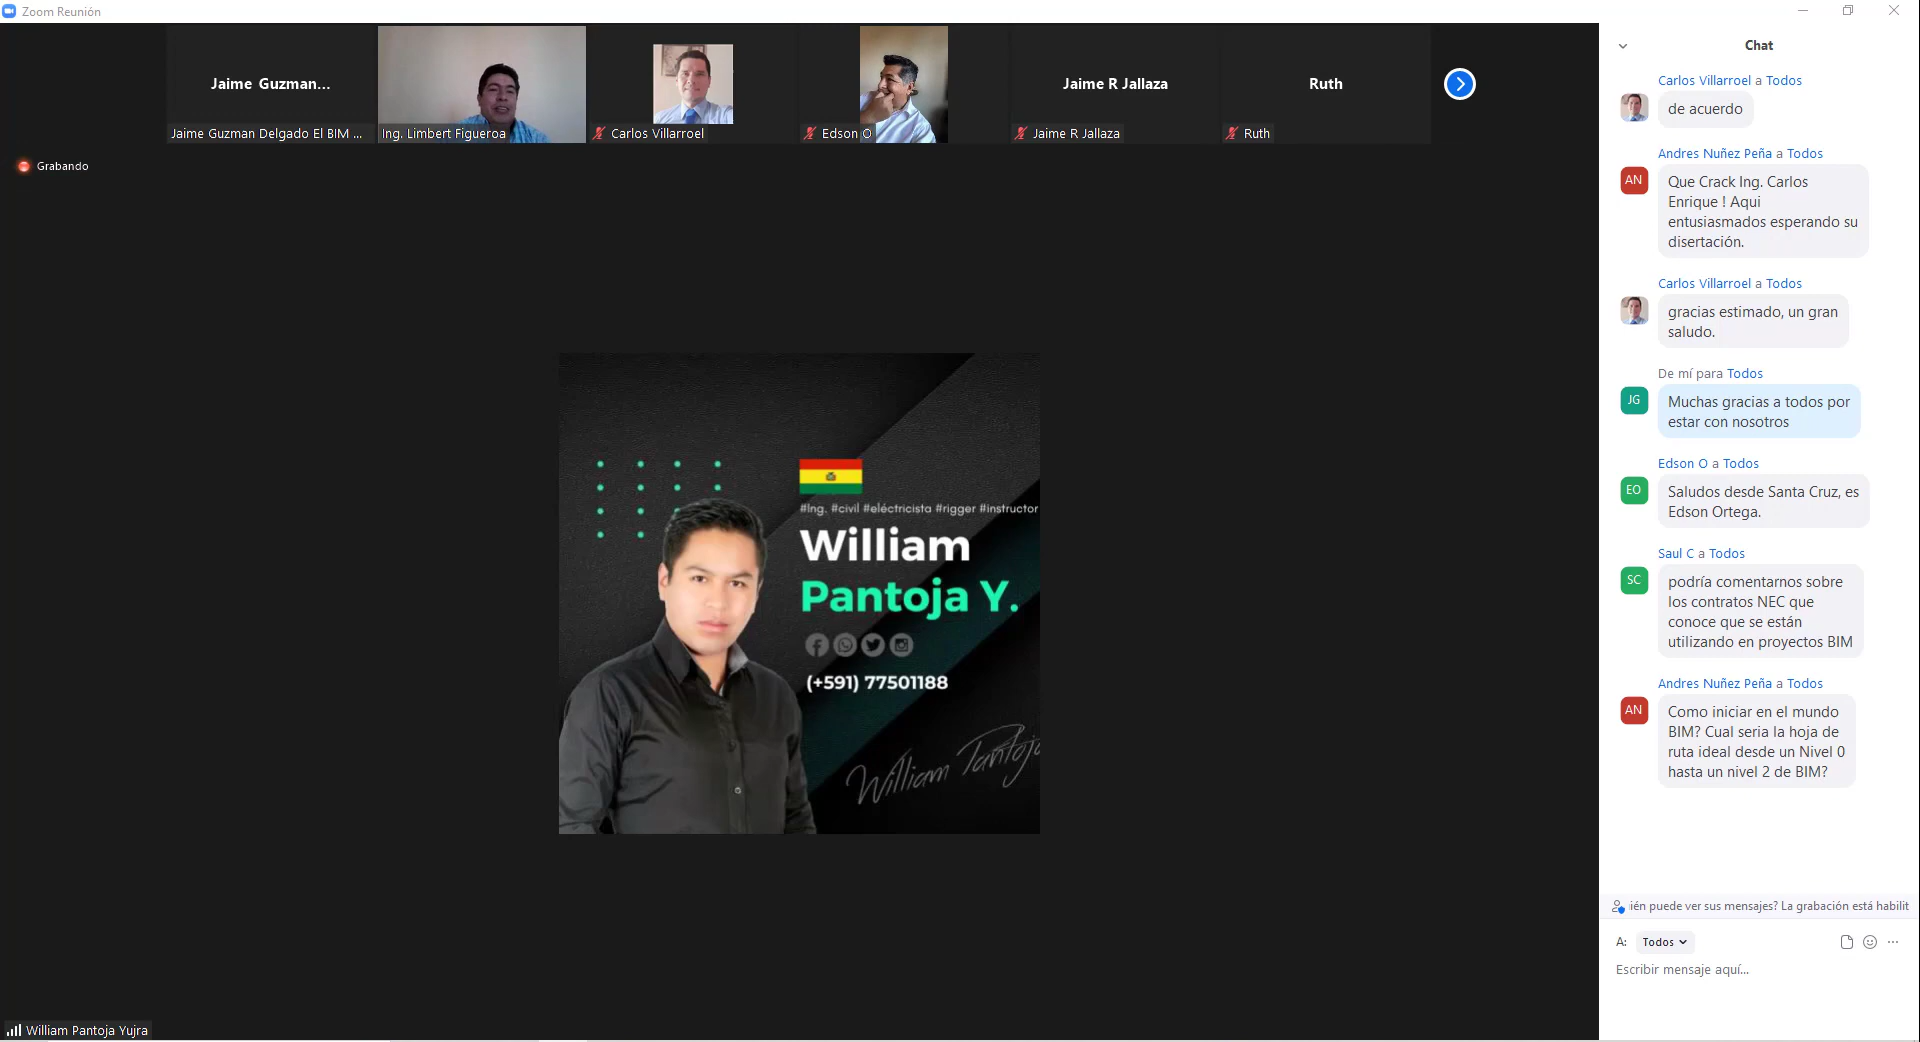 Zoom Reunión
Jaime Guzman...
Jaime R Jallaza
Ruth
Jaime Guzman Delgado El BIM ...
Ing. Limbert Figueroa
Carlos Villarroel
Edson O
Jaime R Jallaza
Ruth
Grabando
#Ing. #civil #eléctricista #rigger #instructor
William
Pantoja Y.
(+591) 77501188
William Pantoja
William Pantoja Yujra
Chat
Carlos Villarroel a Todos
de acuerdo
Andres Nuñez Peña a Todos
AN
Que Crack Ing. Carlos
Enrique ! Aqui
entusiasmados esperando su
disertación.
Carlos Villarroel a Todos
gracias estimado, un gran
saludo.
De mí para Todos
JG
Muchas gracias a todos por
estar con nosotros
Edson O a Todos
EO
Saludos desde Santa Cruz, es
Edson Ortega.
Saul C a Todos
SC
podría comentarnos sobre
los contratos NEC que
conoce que se están
utilizando en proyectos BIM
Andres Nuñez Peña a Todos
AN
Como iniciar en el mundo
BIM? Cual seria la hoja de
ruta ideal desde un Nivel 0
hasta un nivel 2 de BIM?
ién puede ver sus mensajes? La grabación está habilit
A: Todos
Escribir mensaje aquí...